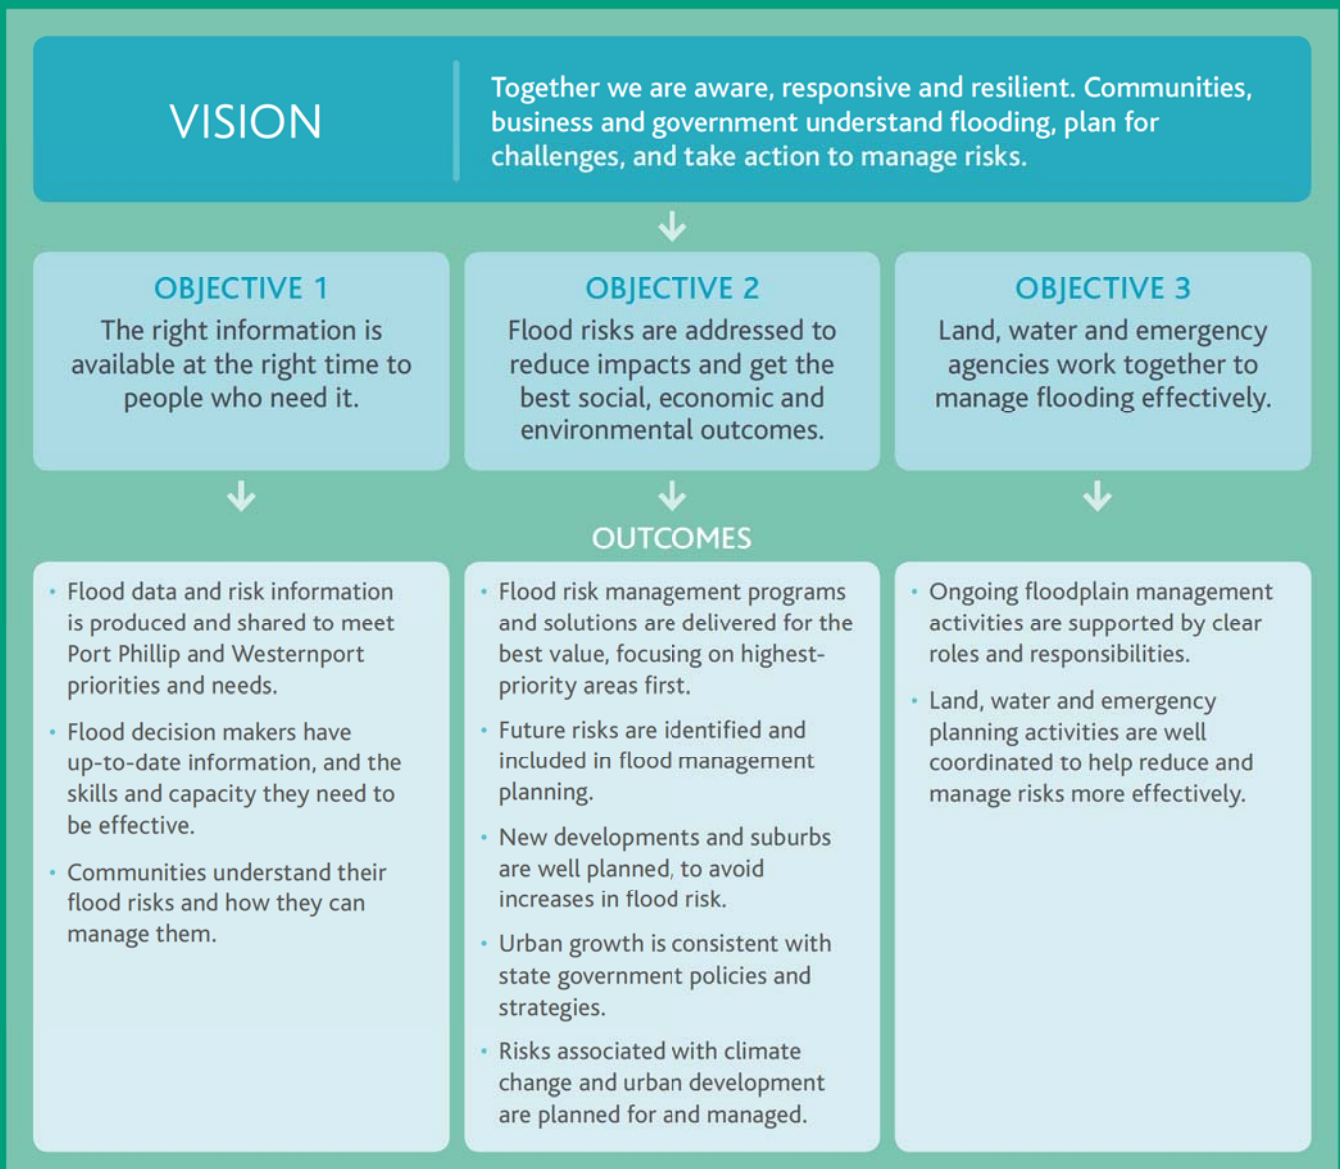 VISION
Together we are aware, responsive and resilient. Communities,
business and government understand flooding, plan for
challenges, and take action to manage risks.
OBJECTIVE 1
The right information is
available at the right time to
people who need it.
OBJECTIVE 2
Flood risks are addressed to
reduce impacts and get the
best social, economic and
environmental outcomes.
OBJECTIVE 3
Land, water and emergency
agencies work together to
manage flooding effectively.
OUTCOMES
• Flood data and risk information
is produced and shared to meet
Port Phillip and Westernport
priorities and needs.
• Flood decision makers have
up-to-date information, and the
skills and capacity they need to
be effective.
• Communities understand their
flood risks and how they can
manage them.
• Flood risk management programs
and solutions are delivered for the
best value, focusing on highest-
priority areas first.
• Future risks are identified and
included in flood management
planning.
• New developments and suburbs
are well planned, to avoid
increases in flood risk.
• Urban growth is consistent with
state government policies and
strategies.
• Risks associated with climate
change and urban development
are planned for and managed.
• Ongoing floodplain management
activities are supported by clear
roles and responsibilities.
• Land, water and emergency
planning activities are well
coordinated to help reduce and
manage risks more effectively.